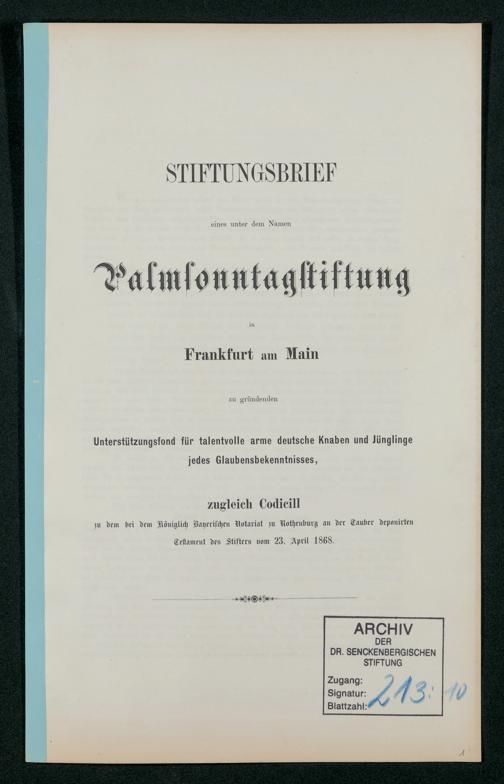 STIFTUNGSBRIEF
eines unter dem Namen
Palmsonntagstiftung
in
Frankfurt am Main
zu gründenden
Unterstützungsfond für talentvolle arme deutsche Knaben und Jünglinge
jedes Glaubensbekenntnisses,
zugleich Codicill
zu dem bei dem Königlich Bayerischen Notariat zu Rothenburg an der Tauber deponirten
Testament des Stifters vom 23. April 1868.
ARCHIV
DER
DR. SENCKENBERGISCHEN
STIFTUNG
Zugang:
Signatur: 213:10
Blattzahl:
1